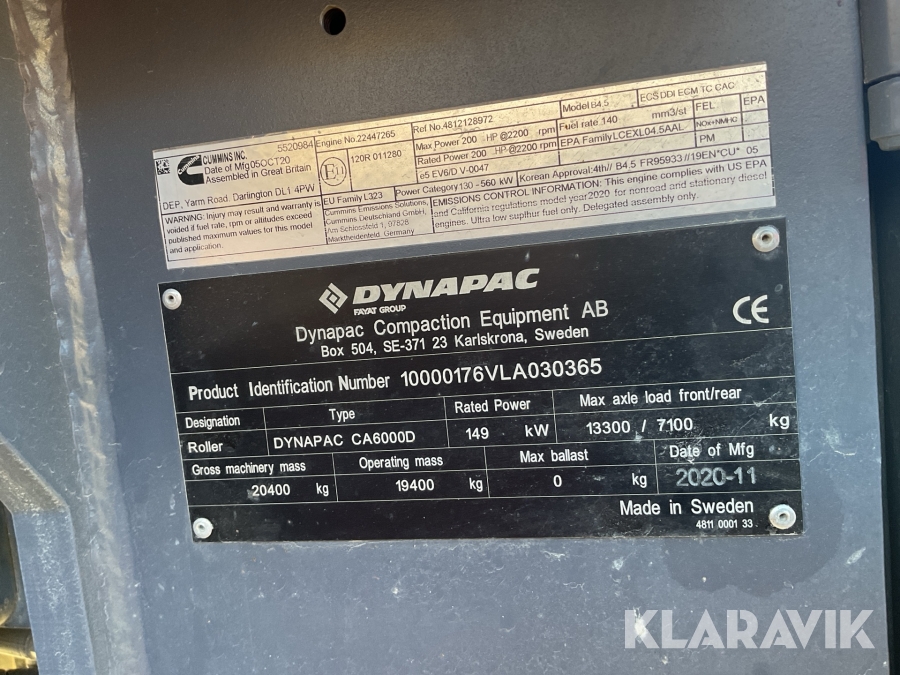 CUMMINS INC. 5520984
Date of Mfg 05OCT20
Assembled in Great Britain
DEP, Yarm Road. Darlington DL1 4PW
WARNING: Injury may result and warranty is
voided if fuel rate, rpm or altitudes exceed
published maximum values for this model
and application.
Engine No.22447265
E11 120R 011280
EU Family L323
Cummins Emissions Solutions,
Cummins Deutschland GmbH,
Am Schlossfeld 1, 97828
Marktheidenfeld. Germany
Ref No.4812128972
Max Power 200 HP @2200 rpm
Rated Power 200 HP @2200 rpm
e5 EV6/D V-0047
Power Category 130 - 560 kW
Model B4.5
Fuel rate 140 mm3/st
EPA Family LCEXL04.5AAL
Korean Approval:4th// B4.5 FR95933 //19EN*CU* 05
ECS DDI ECM TC CAC
FEL EPA
NOx+NMHC
PM
EMISSIONS CONTROL INFORMATION: This engine complies with US EPA
and California regulations model year 2020 for nonroad and stationary diesel
engines. Ultra low sulphur fuel only. Delegated assembly only.
DYNAPAC
FAYAT GROUP
CE
Dynapac Compaction Equipment AB
Box 504, SE-371 23 Karlskrona, Sweden
Product Identification Number 10000176VLA030365
Designation Type Rated Power Max axle load front/rear
Roller DYNAPAC CA6000D 149 kW 13300 / 7100 kg
Gross machinery mass Operating mass Max ballast Date of Mfg
20400 kg 19400 kg 0 kg 2020-11
Made in Sweden
4811 0001 33
KLARAVIK